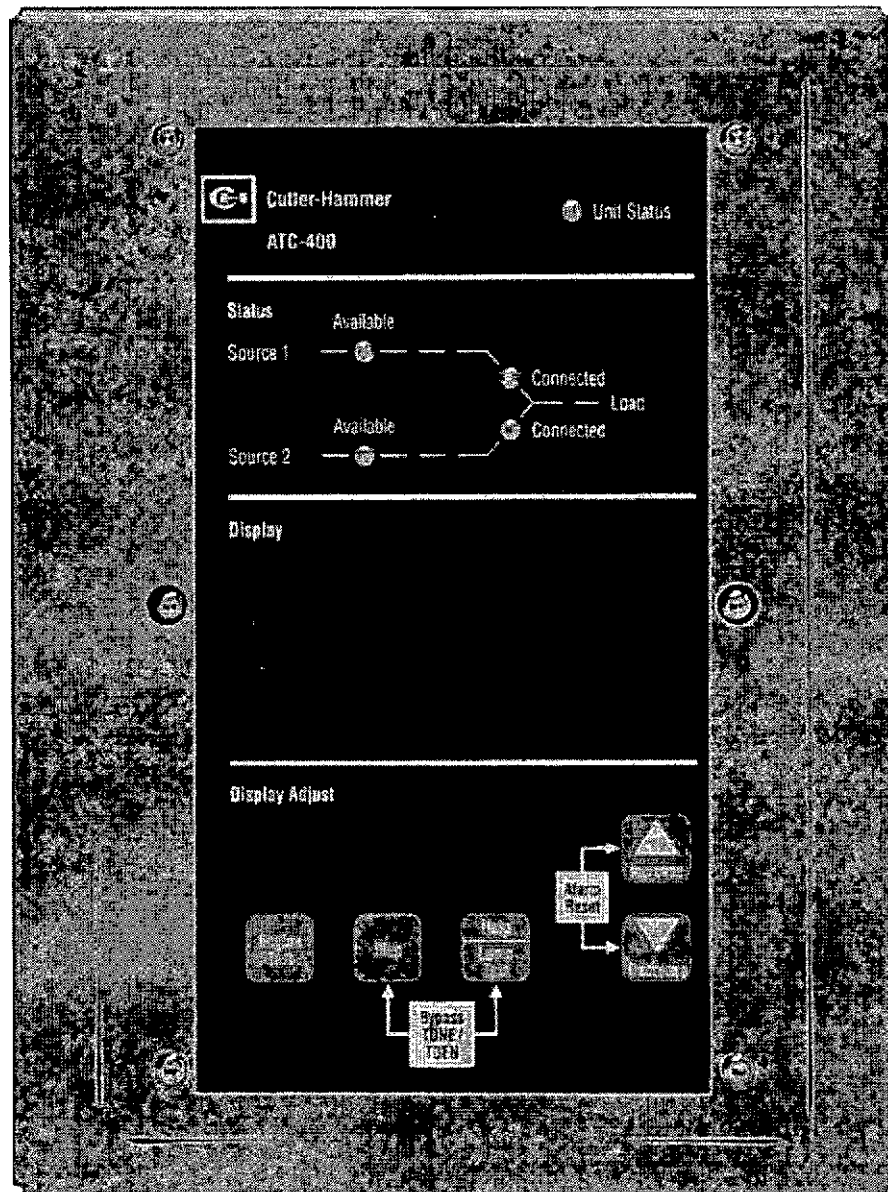 Cutler-Hammer
Unit Status
ATC-400
Status
Available
Source 1
Connected
Load
Available
Connected
Source 2
Display
Display Adjust
Alarm
Reset
Bypass
TDNE/
TDEN